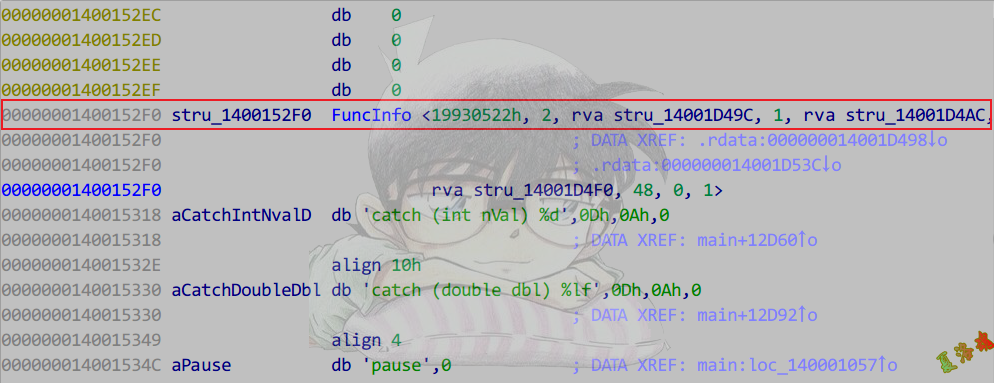 00000001400152EC db 0
00000001400152ED db 0
00000001400152EE db 0
00000001400152EF db 0
00000001400152F0 stru_1400152F0 FuncInfo <19930522h, 2, rva stru_14001D49C, 1, rva stru_14001D4AC,
00000001400152F0 ; DATA XREF: .rdata:000000014001D498↓o
00000001400152F0 ; .rdata:000000014001D53C↓o
00000001400152F0 rva stru_14001D4F0, 48, 0, 1>
0000000140015318 aCatchIntNvalD db 'catch (int nVal) %d',0Dh,0Ah,0
0000000140015318 ; DATA XREF: main+12D60↑o
000000014001532E align 10h
0000000140015330 aCatchDoubleDbl db 'catch (double dbl) %lf',0Dh,0Ah,0
0000000140015330 ; DATA XREF: main+12D92↑o
0000000140015349 align 4
000000014001534C aPause db 'pause',0 ; DATA XREF: main:loc_140001057↑o